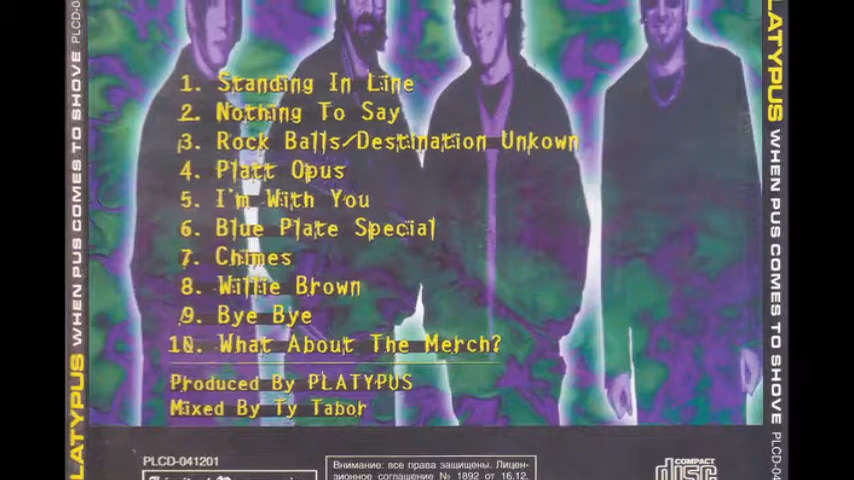 PLATYPUS WHEN PUS COMES TO SHOVE PLCD-0
1. Standing In Line
2. Nothing To Say
3. Rock Balls/Destination Unkown
4. Platt Opus
5. I'm With You
6. Blue Plate Special
7. Chimes
8. Willie Brown
9. Bye Bye
10. What About The Merch?
Produced By PLATYPUS
Mixed By Ty Tabor
PLCD-041201
Внимание: все права защищены. Лицен-
зионное соглашение № 1892 от 16.12.
COMPACT
disc
LATYPUS WHEN PUS COMES TO SHOVE PLCD-04